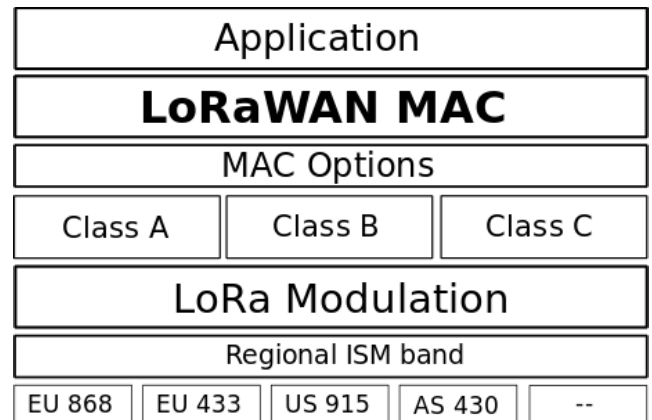 Application
LoRaWAN MAC
MAC Options
Class A Class B Class C
LoRa Modulation
Regional ISM band
EU 868 EU 433 US 915 AS 430 --